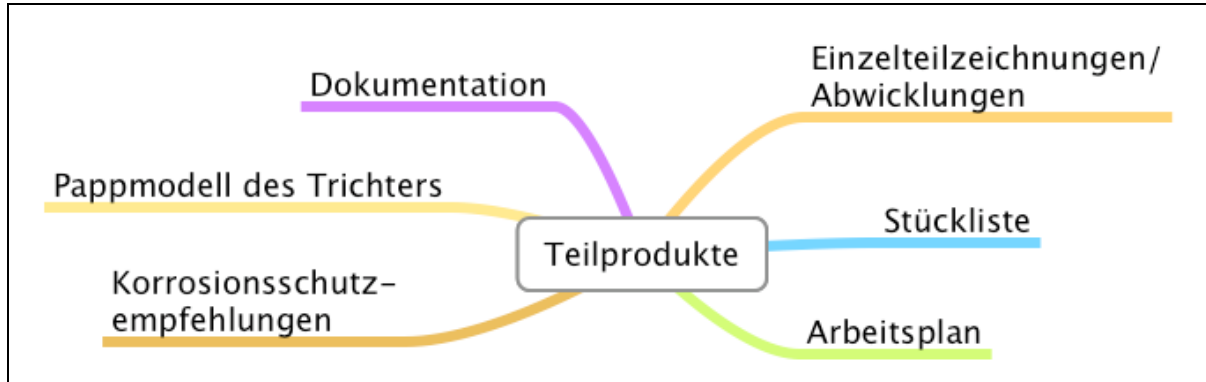 Dokumentation
Einzelteilzeichnungen/
Abwicklungen
Pappmodell des Trichters
Stückliste
Teilprodukte
Korrosionsschutz-
empfehlungen
Arbeitsplan